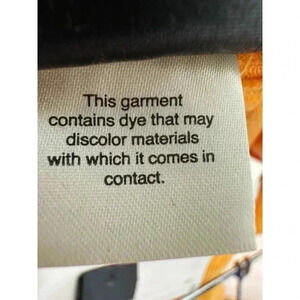 This garment
contains dye that may
discolor materials
with which it comes in
contact.